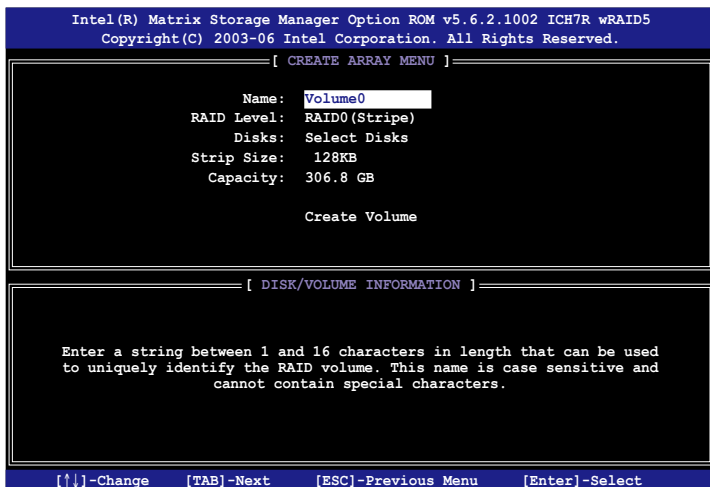 Intel(R) Matrix Storage Manager Option ROM v5.6.2.1002 ICH7R wRAID5
Copyright(C) 2003-06 Intel Corporation. All Rights Reserved.
[ CREATE ARRAY MENU ]
Name: Volume0
RAID Level: RAID0(Stripe)
Disks: Select Disks
Strip Size: 128KB
Capacity: 306.8 GB
Create Volume
[ DISK/VOLUME INFORMATION ]
Enter a string between 1 and 16 characters in length that can be used
to uniquely identify the RAID volume. This name is case sensitive and
cannot contain special characters.
[↑↓]-Change [TAB]-Next [ESC]-Previous Menu [Enter]-Select